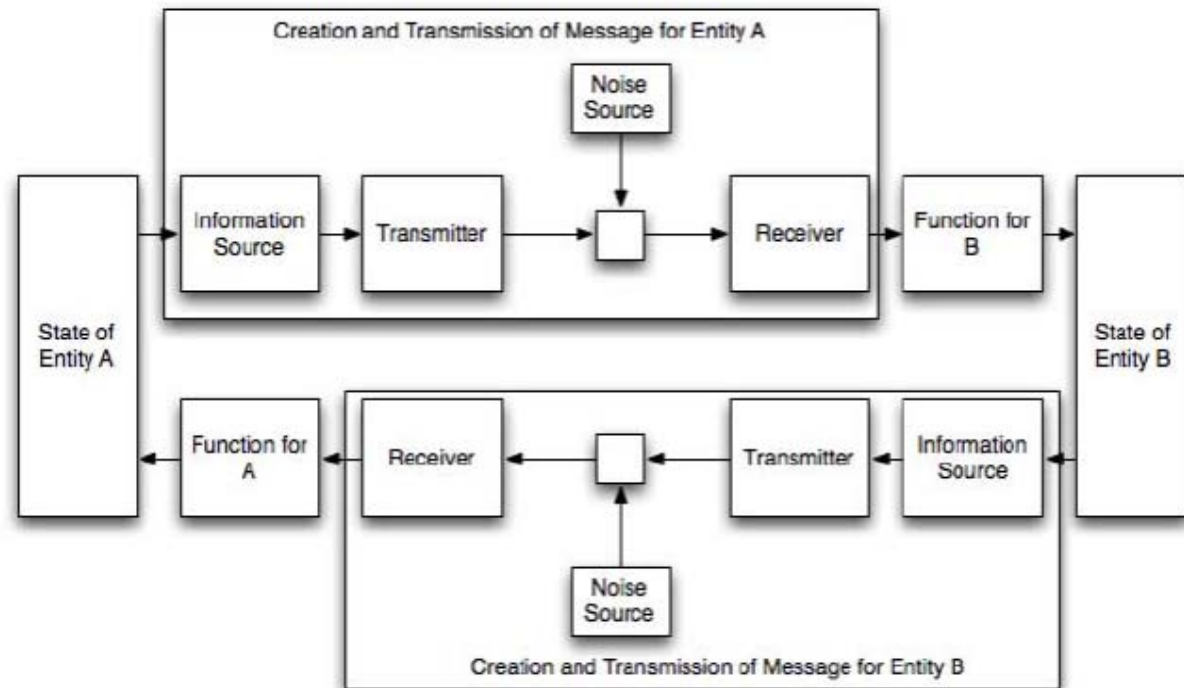 Creation and Transmission of Message for Entity A
Noise
Source
Information
Source
Transmitter
Receiver
Function for
B
State of
Entity A
State of
Entity B
Function for
A
Receiver
Transmitter
Information
Source
Noise
Source
Creation and Transmission of Message for Entity B